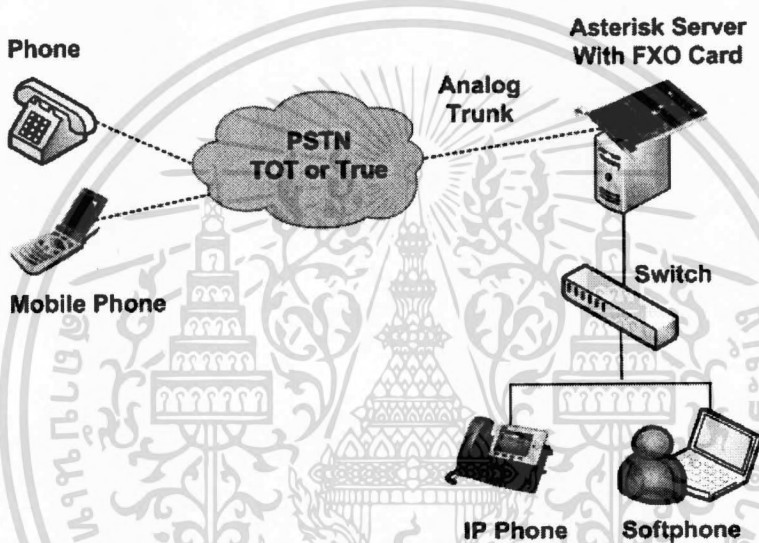 Phone
Asterisk Server
With FXO Card
Analog
Trunk
PSTN
TOT or True
Mobile Phone
Switch
IP Phone
Softphone